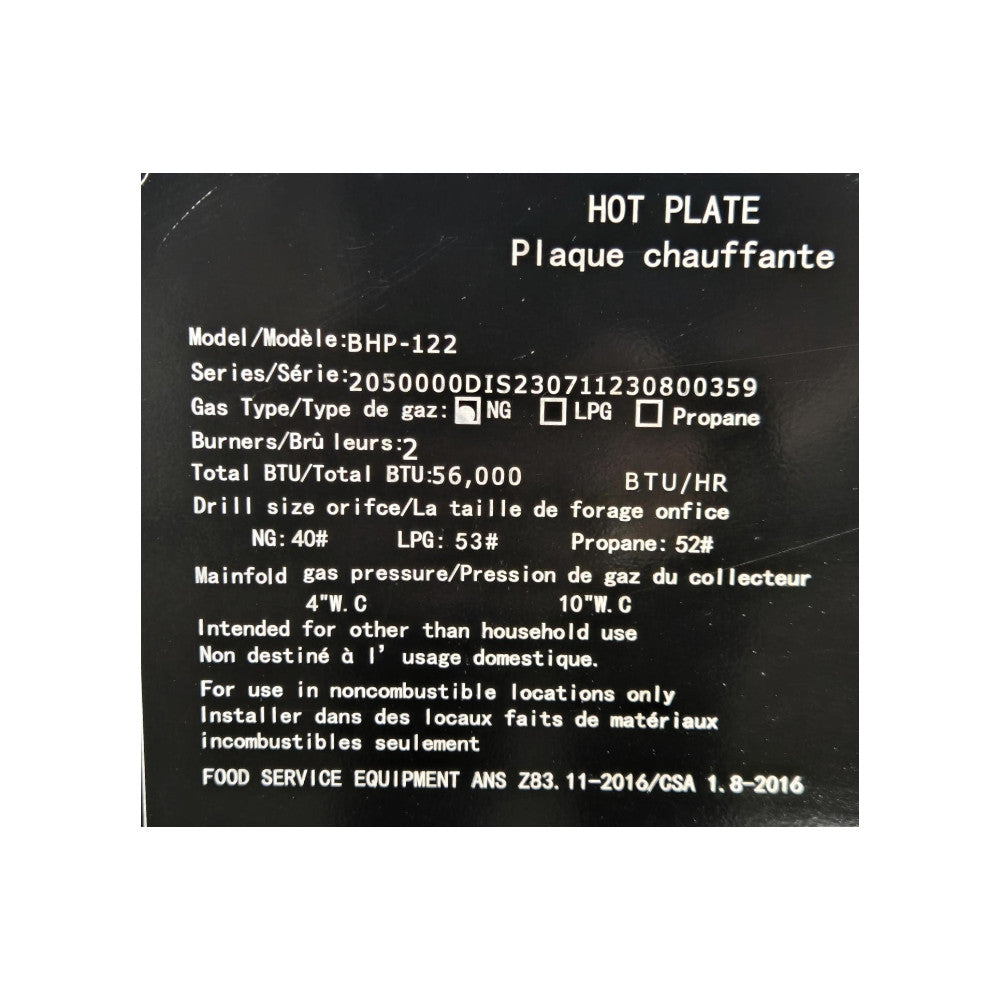 HOT PLATE
Plaque chauffante
Model/Modèle:BHP-122
Series/Série:2050000DIS230711230800359
Gas Type/Type de gaz: NG LPG Propane
Burners/Brû leurs:2
Total BTU/Total BTU:56,000 BTU/HR
Drill size orifce/La taille de forage onfice
NG: 40# LPG: 53# Propane: 52#
Mainfold gas pressure/Pression de gaz du collecteur
4"W.C 10"W.C
Intended for other than household use
Non destiné à l' usage domestique.
For use in noncombustible locations only
Installer dans des locaux faits de matériaux
incombustibles seulement
FOOD SERVICE EQUIPMENT ANS Z83.11-2016/CSA 1.8-2016